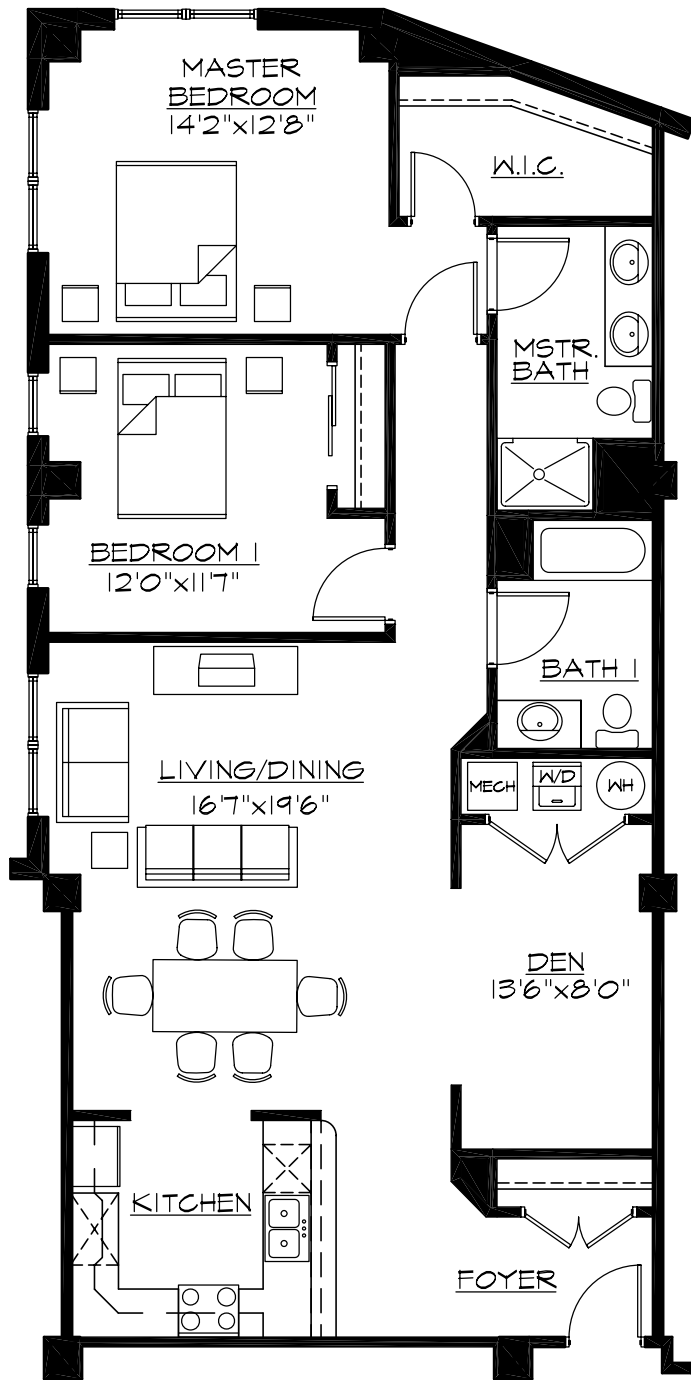 MASTER
BEDROOM
14'2"x12'8"
W.I.C.
MSTR.
BATH
BEDROOM 1
12'0"x11'7"
BATH 1
LIVING/DINING
16'7"x19'6"
MECH
W/D
WH
DEN
13'6"x8'0"
KITCHEN
FOYER